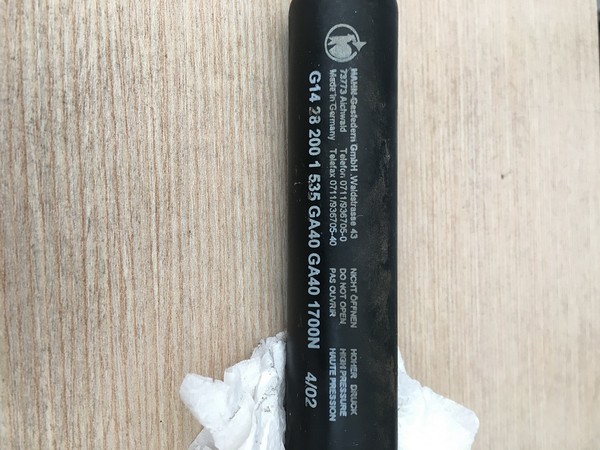 HAHN-Gasfedern GmbH .Waldstrasse 43
73773 Aichwald Telefon 0711/936705-0
Made in Germany Telefax 0711/936705-40
NICHT ÖFFNEN HOHER DRUCK
DO NOT OPEN HIGH PRESSURE
PAS OUVRIR HAUTE PRESSION
G14 28 200 1 535 GA40 GA40 1700N 4/02